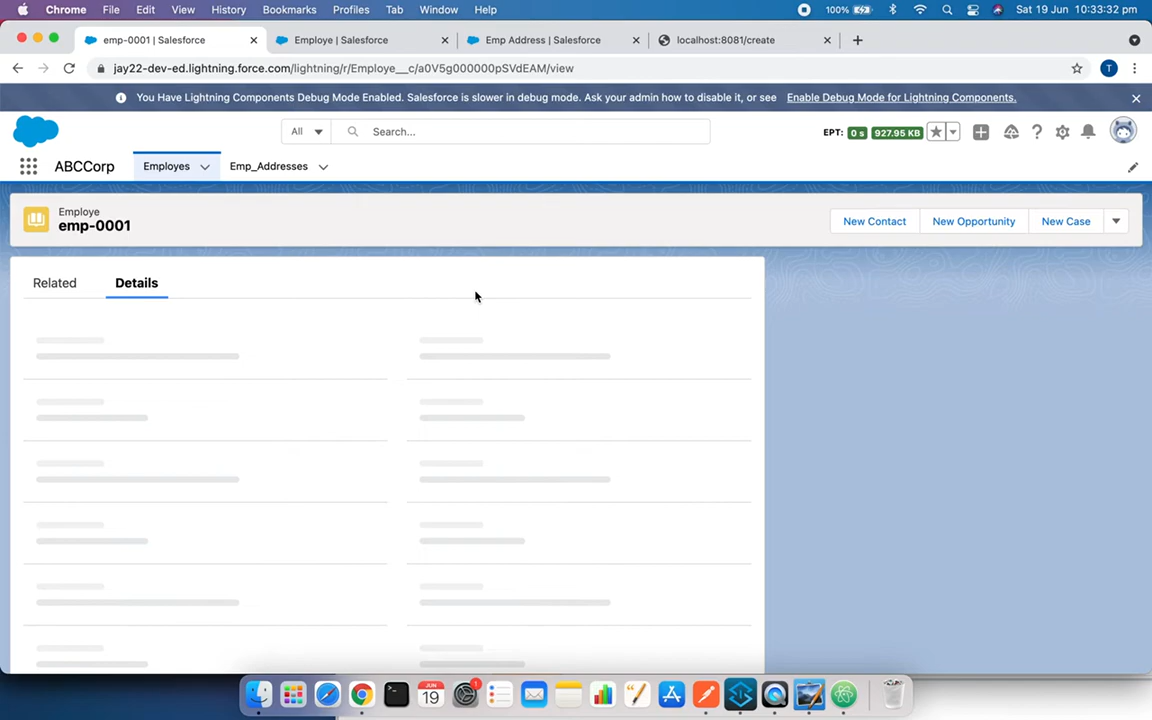 Chrome File Edit View History Bookmarks Profiles Tab Window Help 100% Sat 19 Jun 10:33:32 pm
emp-0001 | Salesforce Employe | Salesforce Emp Address | Salesforce localhost:8081/create
jay22-dev-ed.lightning.force.com/lightning/r/Employe__c/a0V5g000000pSVdEAM/view T
You Have Lightning Components Debug Mode Enabled. Salesforce is slower in debug mode. Ask your admin how to disable it, or see Enable Debug Mode for Lightning Components.
All Search... EPT: 0 s 927.95 KB
ABCCorp Employes Emp_Addresses
Employe
emp-0001
New Contact New Opportunity New Case
Related Details
JUN
19
1